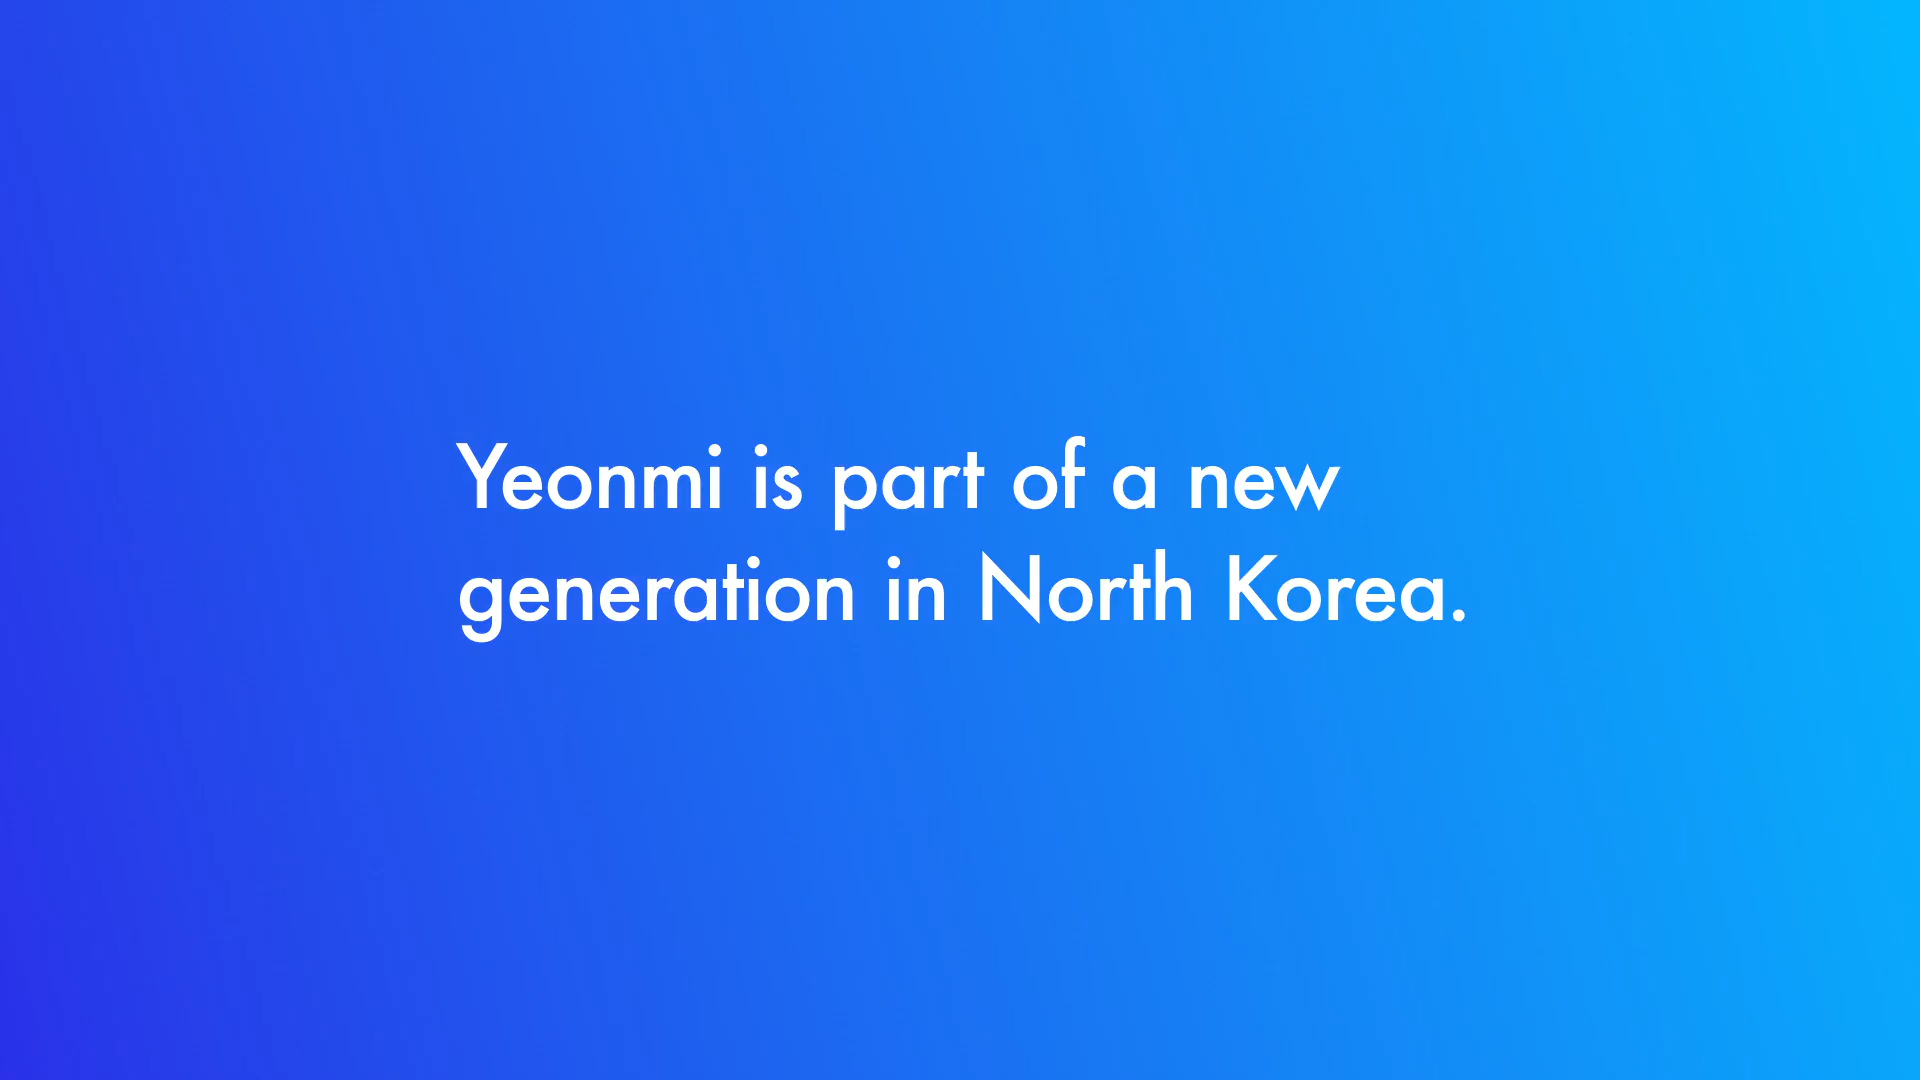 Yeonmi is part of a new
generation in North Korea.